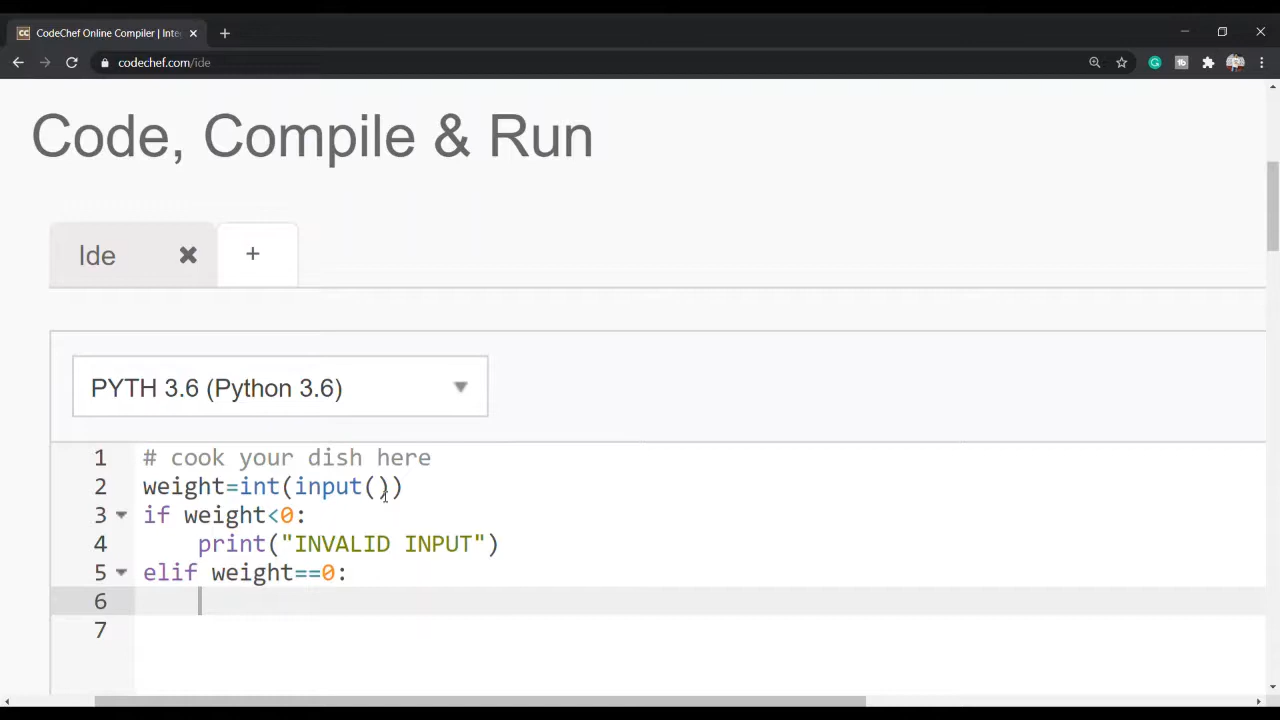 CodeChef Online Compiler | Inte
codechef.com/ide
Code, Compile & Run
Ide
+
PYTH 3.6 (Python 3.6)
1 # cook your dish here
2 weight=int(input())
3 if weight<0:
4 print("INVALID INPUT")
5 elif weight==0:
6
7